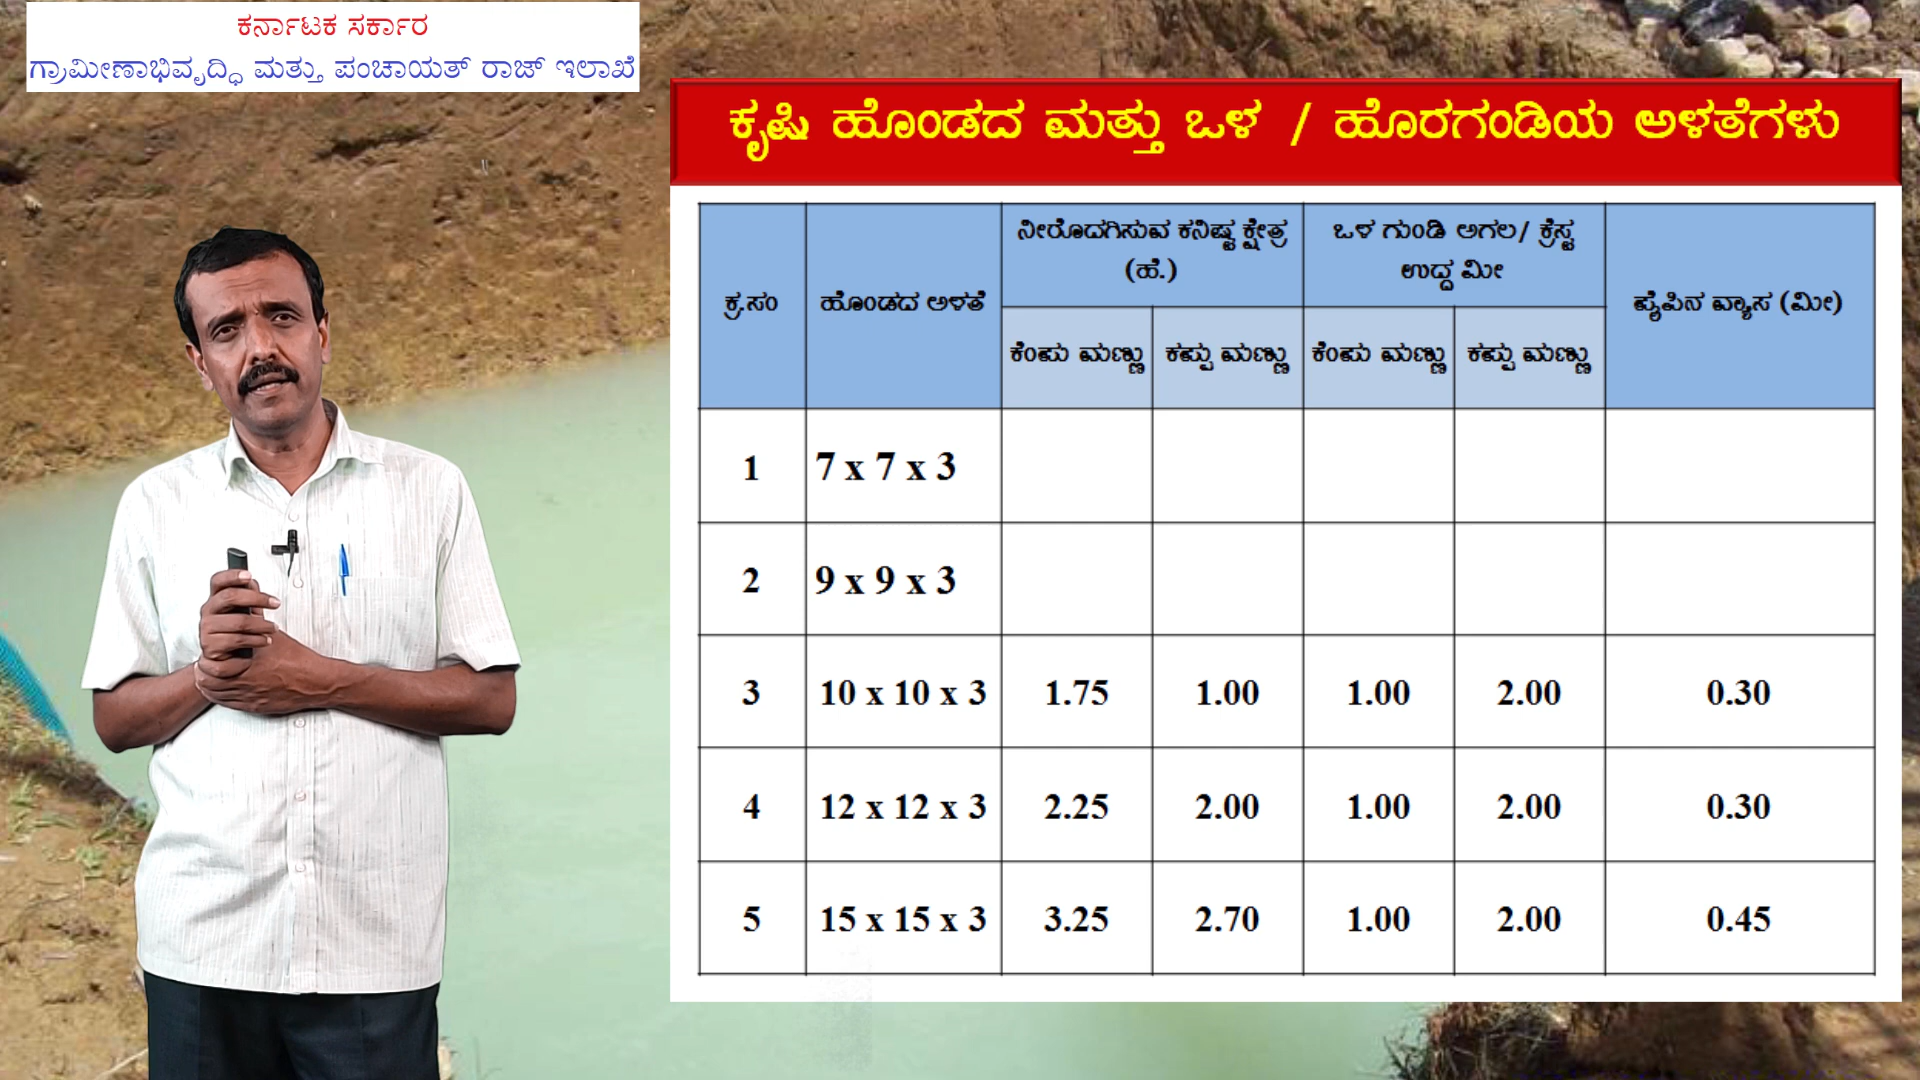 ಕರ್ನಾಟಕ ಸರ್ಕಾರ
ಗ್ರಾಮೀಣಾಭಿವೃದ್ಧಿ ಮತ್ತು ಪಂಚಾಯತ್ ರಾಜ್ ಇಲಾಖೆ
ಕೃಷಿ ಹೊಂಡದ ಮತ್ತು ಒಳ / ಹೊರಗಂಡಿಯ ಅಳತೆಗಳು
ಕ್ರ.ಸಂ ಹೊಂಡದ ಅಳತೆ ನೀರೊದಗಿಸುವ ಕನಿಷ್ಟ ಕ್ಷೇತ್ರ (ಹೆ.) ಒಳ ಗುಂಡಿ ಅಗಲ/ ಕ್ರೆಸ್ಟ ಉದ್ದ ಮೀ ಪೈಪಿನ ವ್ಯಾಸ (ಮೀ)
ಕೆಂಪು ಮಣ್ಣು ಕಪ್ಪು ಮಣ್ಣು ಕೆಂಪು ಮಣ್ಣು ಕಪ್ಪು ಮಣ್ಣು
1 7 x 7 x 3
2 9 x 9 x 3
3 10 x 10 x 3 1.75 1.00 1.00 2.00 0.30
4 12 x 12 x 3 2.25 2.00 1.00 2.00 0.30
5 15 x 15 x 3 3.25 2.70 1.00 2.00 0.45